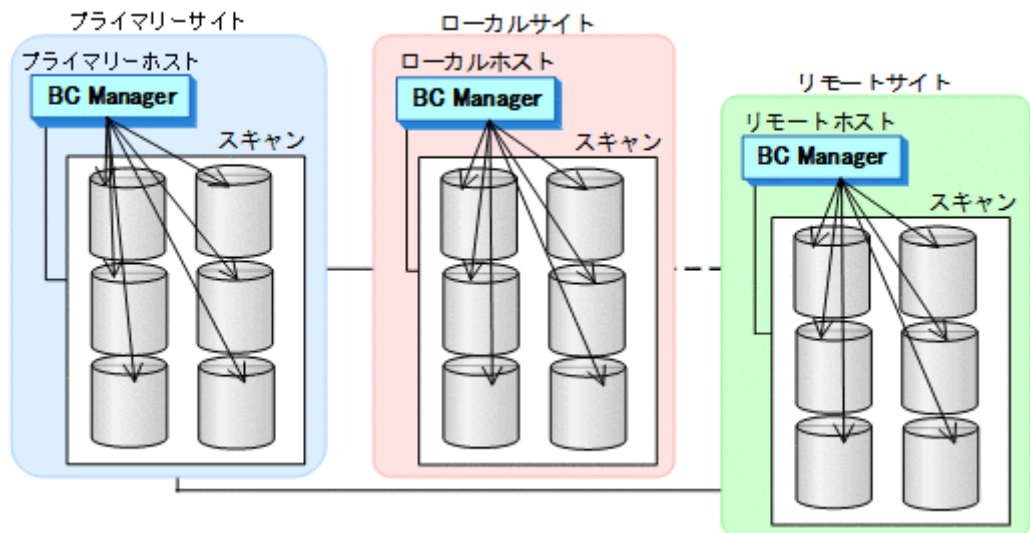 プライマリーサイト
プライマリーホスト
BC Manager
スキャン
ローカルサイト
ローカルホスト
BC Manager
スキャン
リモートサイト
リモートホスト
BC Manager
スキャン